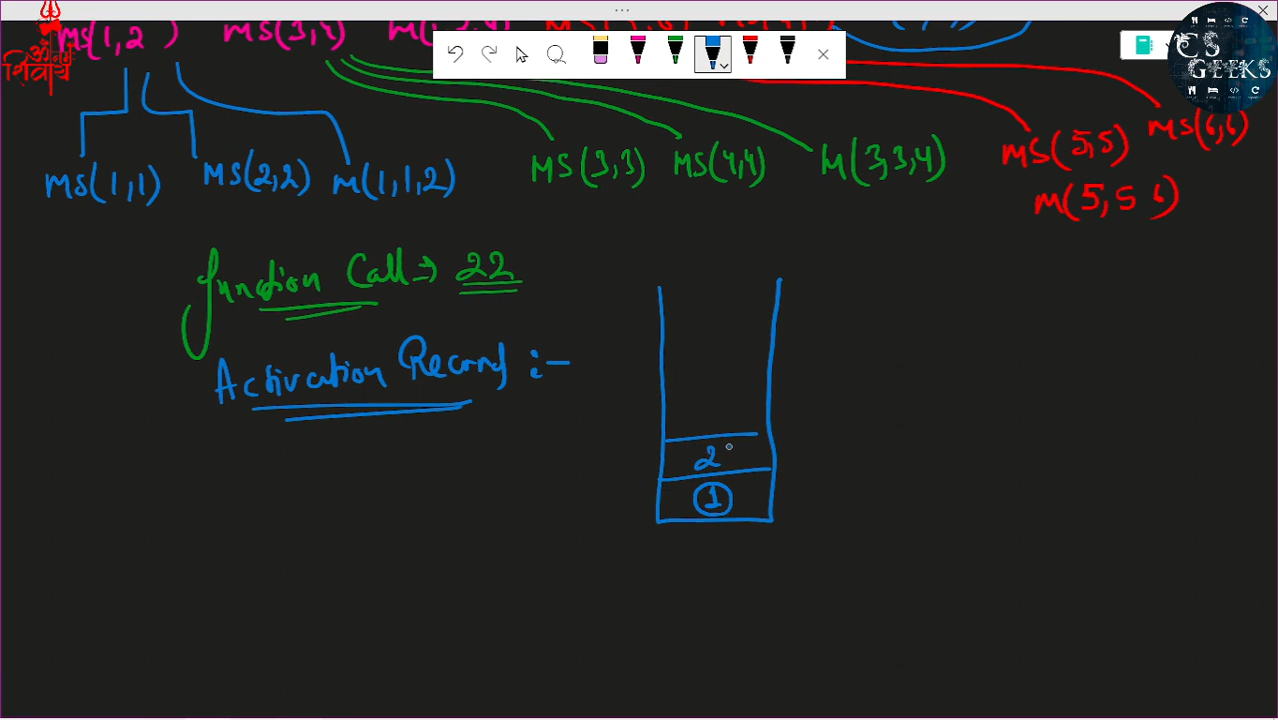 MS(1,2) MS(3,4)
ॐ नमः
शिवाय
CS
GEEKS
MS(1,1) MS(2,2) M(1,1,2) MS(3,3) MS(4,4) M(3,3,4) MS(5,5) MS(6,6)
M(5,5 6)
function Call → 22
Activation Record :-
2
1